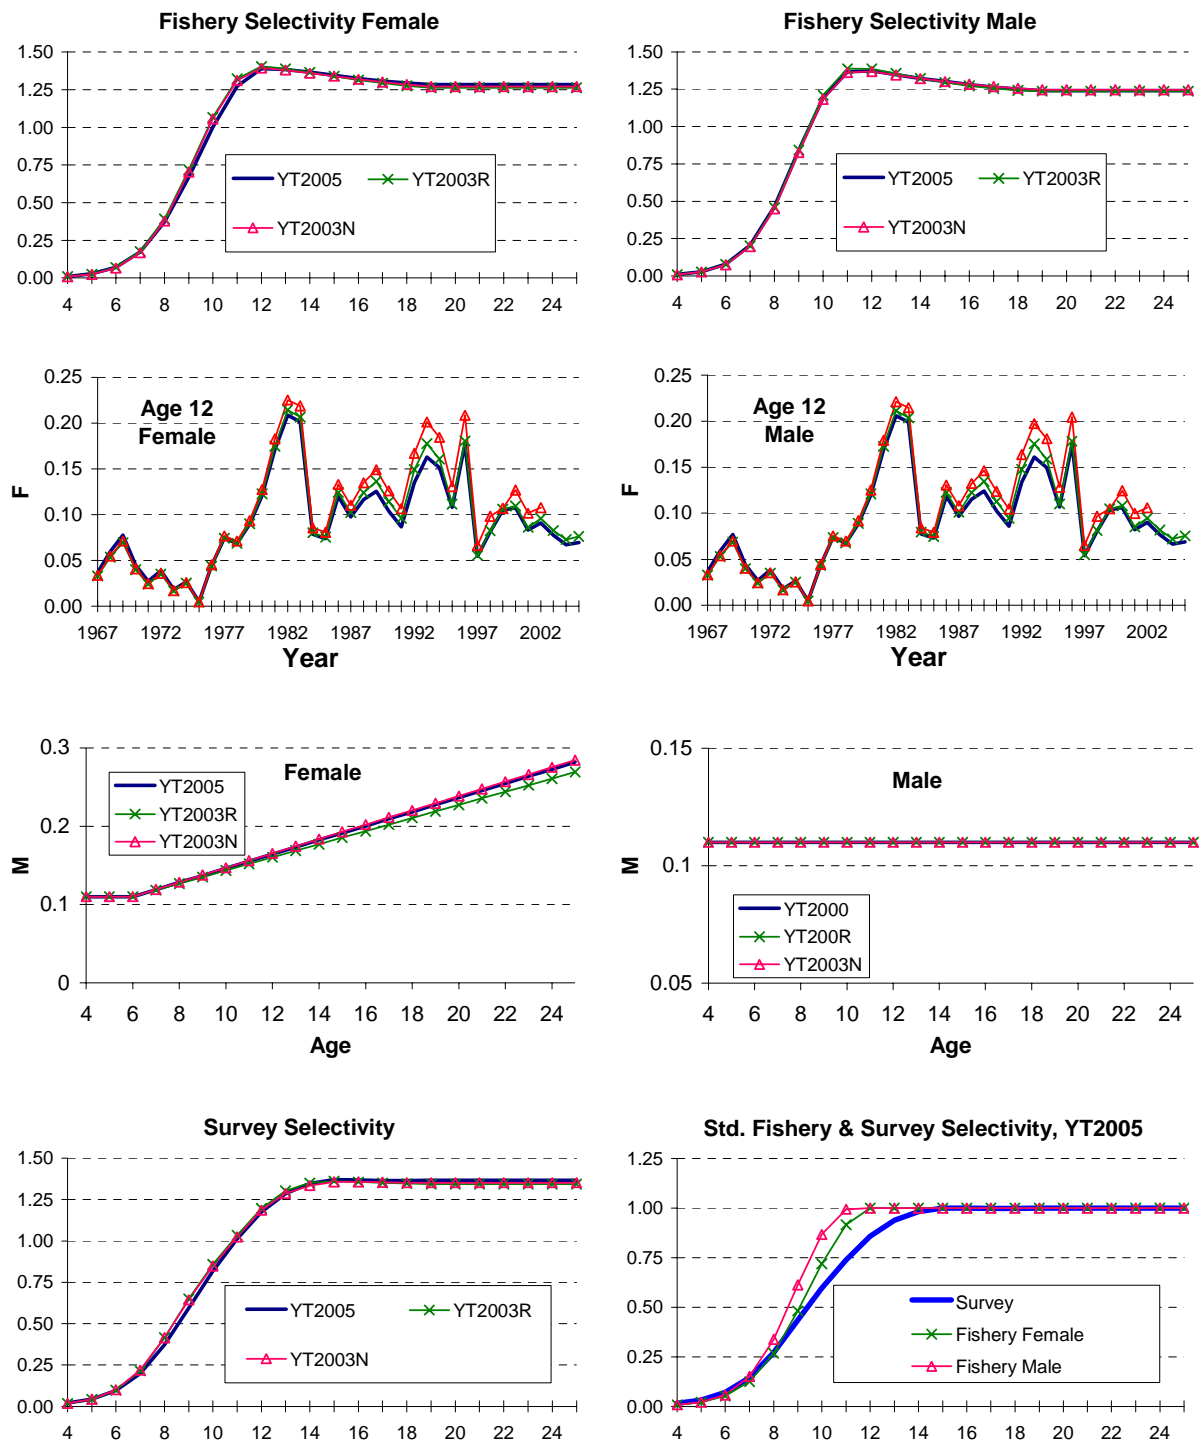 Fishery Selectivity Female
1.50
1.25
1.00
0.75
0.50
0.25
0.00
YT2005 YT2003R
YT2003N
4 6 8 10 12 14 16 18 20 22 24
Fishery Selectivity Male
1.50
1.25
1.00
0.75
0.50
0.25
0.00
YT2005 YT2003R
YT2003N
4 6 8 10 12 14 16 18 20 22 24
0.25
0.20
0.15
0.10
0.05
0.00
F
Age 12
Female
1967 1972 1977 1982 1987 1992 1997 2002
Year
0.25
0.20
0.15
0.10
0.05
0.00
F
Age 12
Male
1967 1972 1977 1982 1987 1992 1997 2002
Year
0.3
0.2
0.1
0
M
Female
YT2005
YT2003R
YT2003N
4 6 8 10 12 14 16 18 20 22 24
Age
0.15
0.1
0.05
M
Male
YT2000
YT200R
YT2003N
4 6 8 10 12 14 16 18 20 22 24
Age
Survey Selectivity
1.50
1.25
1.00
0.75
0.50
0.25
0.00
YT2005 YT2003R
YT2003N
4 6 8 10 12 14 16 18 20 22 24
Std. Fishery & Survey Selectivity, YT2005
1.25
1.00
0.75
0.50
0.25
0.00
Survey
Fishery Female
Fishery Male
4 6 8 10 12 14 16 18 20 22 24